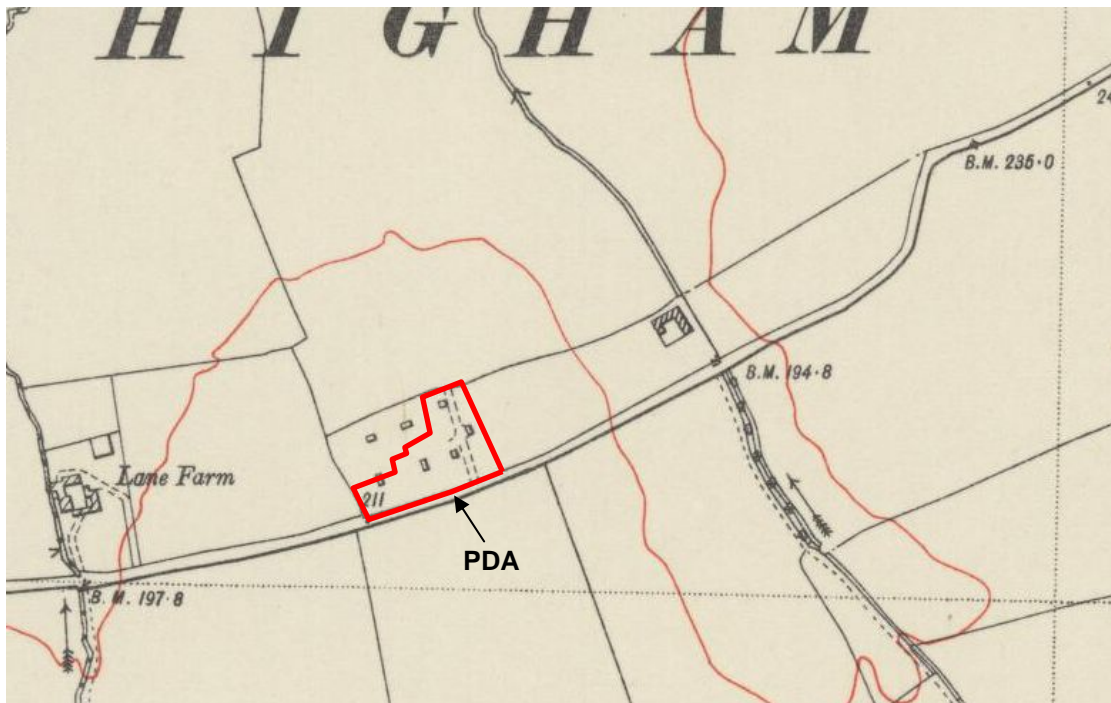 HIGHAM
24
B.M. 235·0
B.M. 194·8
Lane Farm
211
PDA
B.M. 197·8